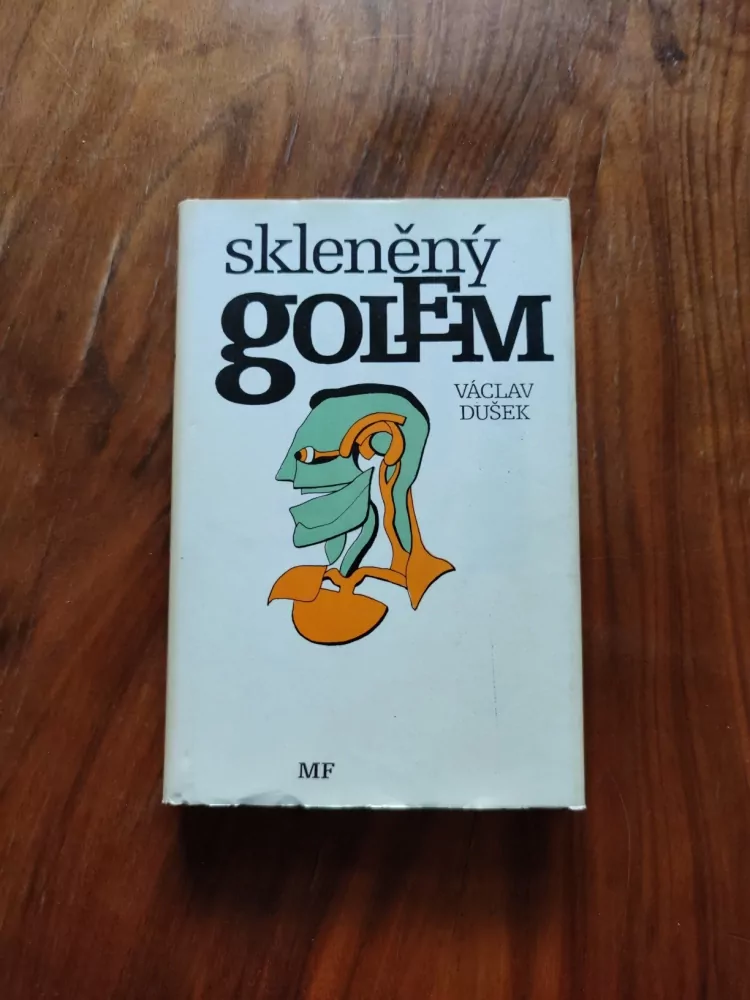 skleněný
gOLEM
VÁCLAV
DUŠEK
MF